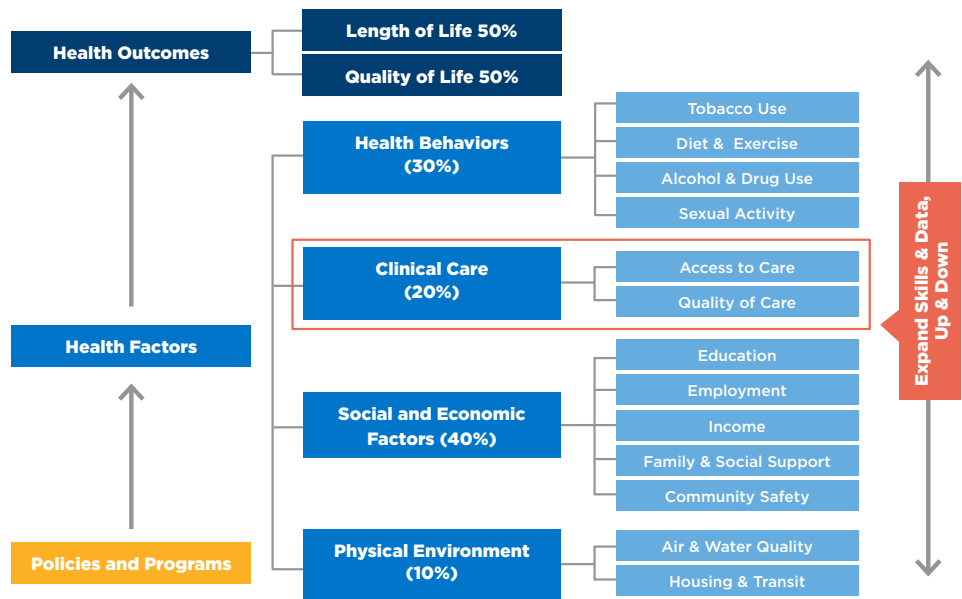 Health Outcomes
Length of Life 50%
Quality of Life 50%
Health Behaviors
(30%)
Tobacco Use
Diet & Exercise
Alcohol & Drug Use
Sexual Activity
Clinical Care
(20%)
Access to Care
Quality of Care
Health Factors
Social and Economic
Factors (40%)
Education
Employment
Income
Family & Social Support
Community Safety
Policies and Programs
Physical Environment
(10%)
Air & Water Quality
Housing & Transit
Expand Skills & Data,
Up & Down